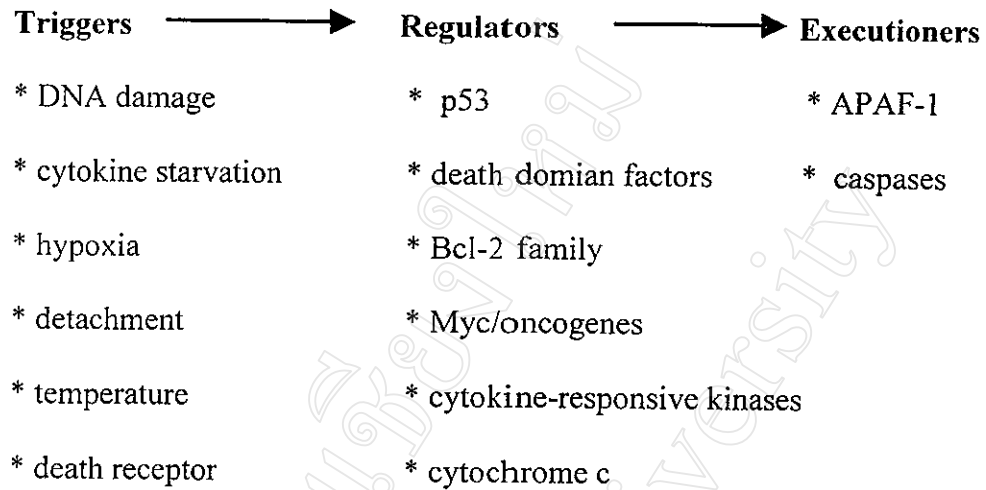 Triggers Regulators Executioners
* DNA damage * p53 * APAF-1
* cytokine starvation * death domian factors * caspases
* hypoxia * Bcl-2 family
* detachment * Myc/oncogenes
* temperature * cytokine-responsive kinases
* death receptor * cytochrome c